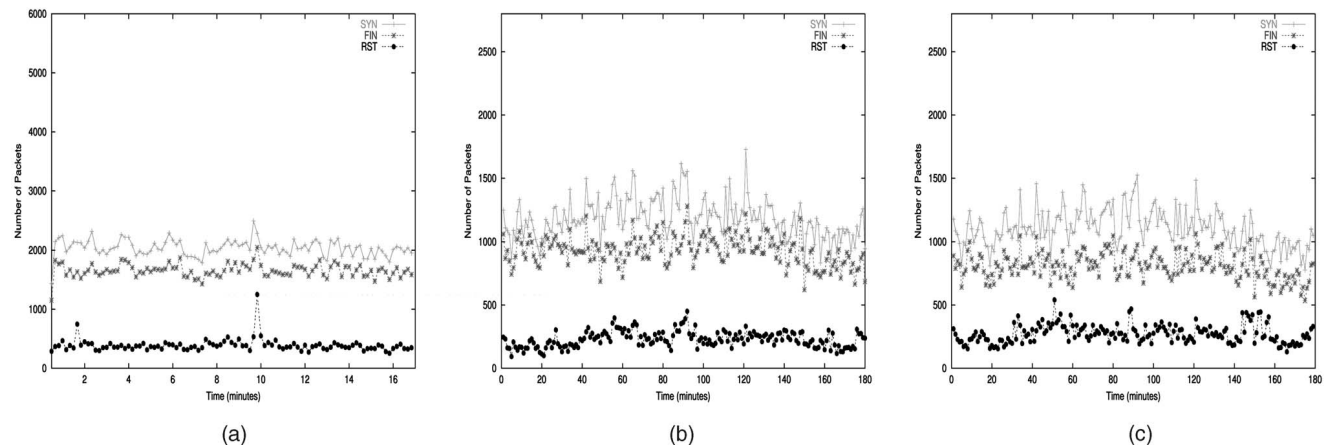 SYN
FIN
RST
6000
5000
4000
3000
2000
1000
0
Number of Packets
2 4 6 8 10 12 14 16
Time (minutes)
(a)
SYN
FIN
RST
2500
2000
1500
1000
500
0
Number of Packets
0 20 40 60 80 100 120 140 160 180
Time (minutes)
(b)
SYN
FIN
RST
2500
2000
1500
1000
500
0
Number of Packets
0 20 40 60 80 100 120 140 160 180
Time (minutes)
(c)